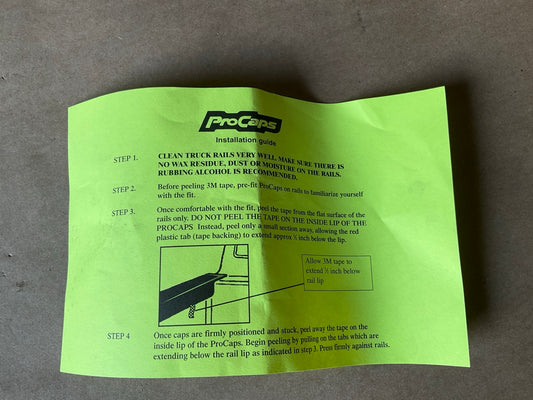 ProCaps
Installation guide
STEP 1. CLEAN TRUCK RAILS VERY WELL, MAKE SURE THERE IS
NO WAX RESIDUE, DUST OR MOISTURE ON THE RAILS.
RUBBING ALCOHOL IS RECOMMENDED.
STEP 2. Before peeling 3M tape, pre-fit ProCaps on rails to familiarize yourself
with the fit.
STEP 3. Once comfortable with the fit, peel the tape from the flat surface of the
rails only. DO NOT PEEL THE TAPE ON THE INSIDE LIP OF THE
PROCAPS Instead, peel only a small section away, allowing the red
plastic tab (tape backing) to extend approx ½ inch below the lip.
Allow 3M tape to
extend ½ inch below
rail lip
STEP 4 Once caps are firmly positioned and stuck, peel away the tape on the
inside lip of the ProCaps. Begin peeling by pulling on the tabs which are
extending below the rail lip as indicated in step 3. Press firmly against rails.